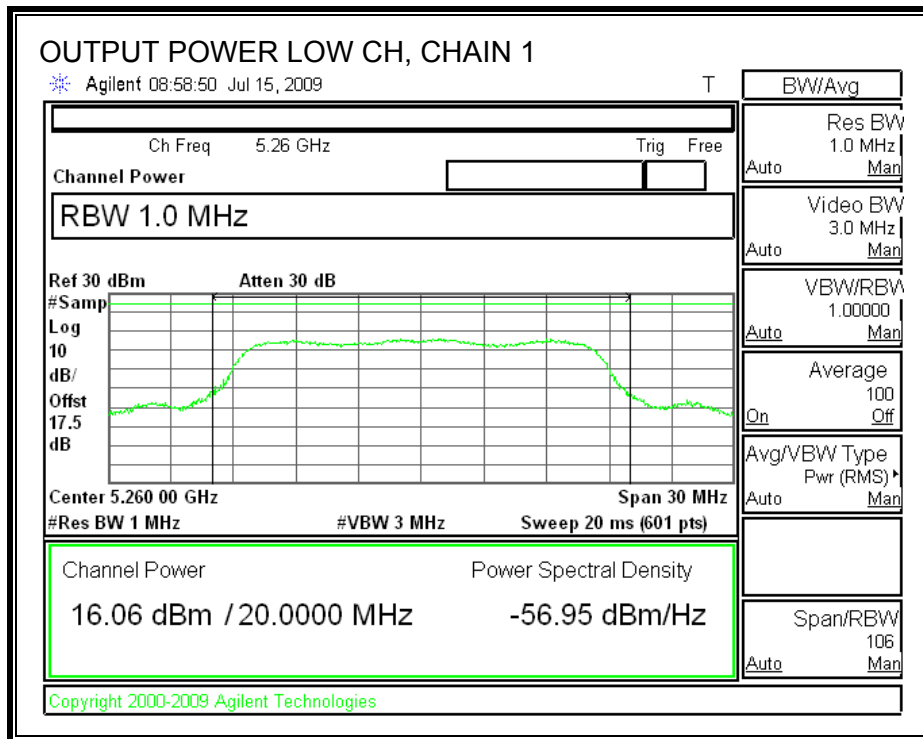 OUTPUT POWER LOW CH, CHAIN 1
Agilent 08:58:50 Jul 15, 2009 T
Ch Freq 5.26 GHz Trig Free
Channel Power
RBW 1.0 MHz
Ref 30 dBm Atten 30 dB
#Samp
Log
10
dB/
Offst
17.5
dB
Center 5.260 00 GHz Span 30 MHz
#Res BW 1 MHz #VBW 3 MHz Sweep 20 ms (601 pts)
Channel Power Power Spectral Density
16.06 dBm / 20.0000 MHz -56.95 dBm/Hz
Copyright 2000-2009 Agilent Technologies
BW/Avg
Res BW
1.0 MHz
Auto Man
Video BW
3.0 MHz
Auto Man
VBW/RBW
1.00000
Auto Man
Average
100
On Off
Avg/VBW Type
Pwr (RMS)
Auto Man
Span/RBW
106
Auto Man